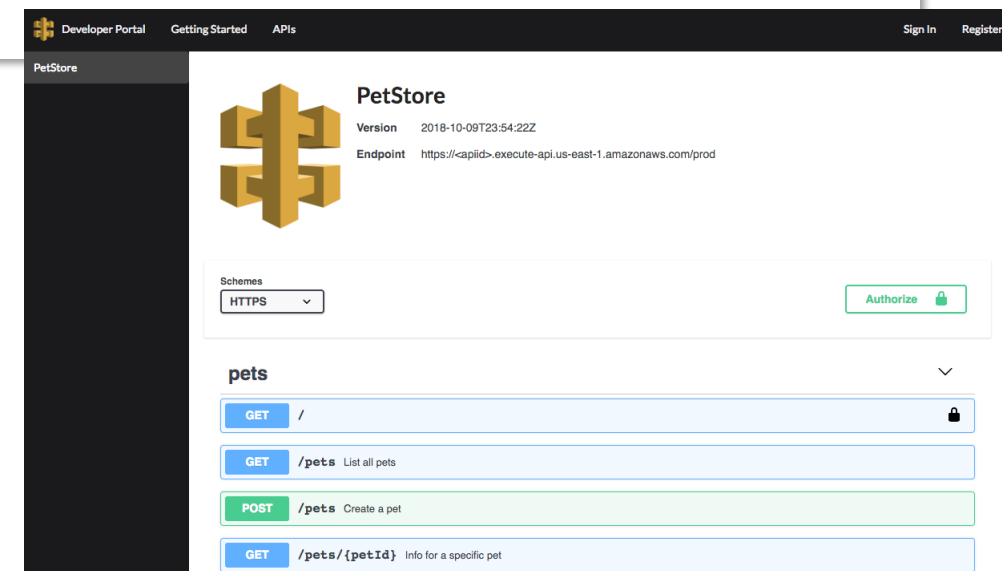 Developer Portal Getting Started APIs Sign In Register
PetStore
PetStore
Version 2018-10-09T23:54:22Z
Endpoint https://<apiid>.execute-api.us-east-1.amazonaws.com/prod
Schemes
HTTPS Authorize
pets
GET /
GET /pets List all pets
POST /pets Create a pet
GET /pets/{petId} Info for a specific pet